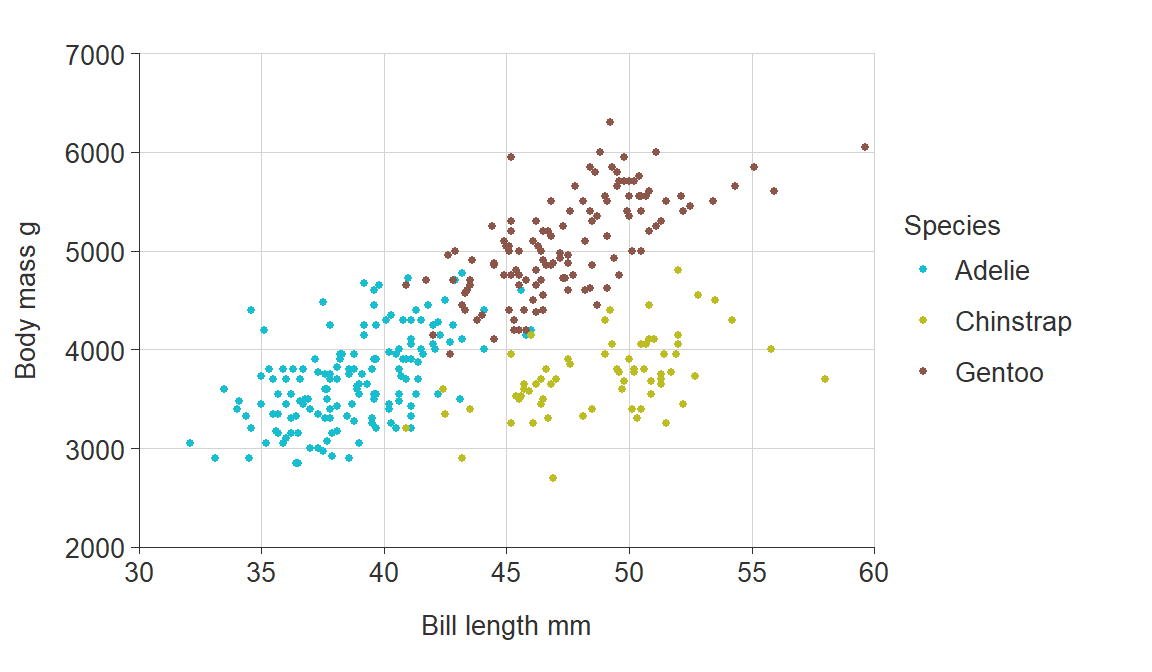 7000
6000
5000
4000
3000
2000
Body mass g
30 35 40 45 50 55 60
Bill length mm
Species
Adelie
Chinstrap
Gentoo